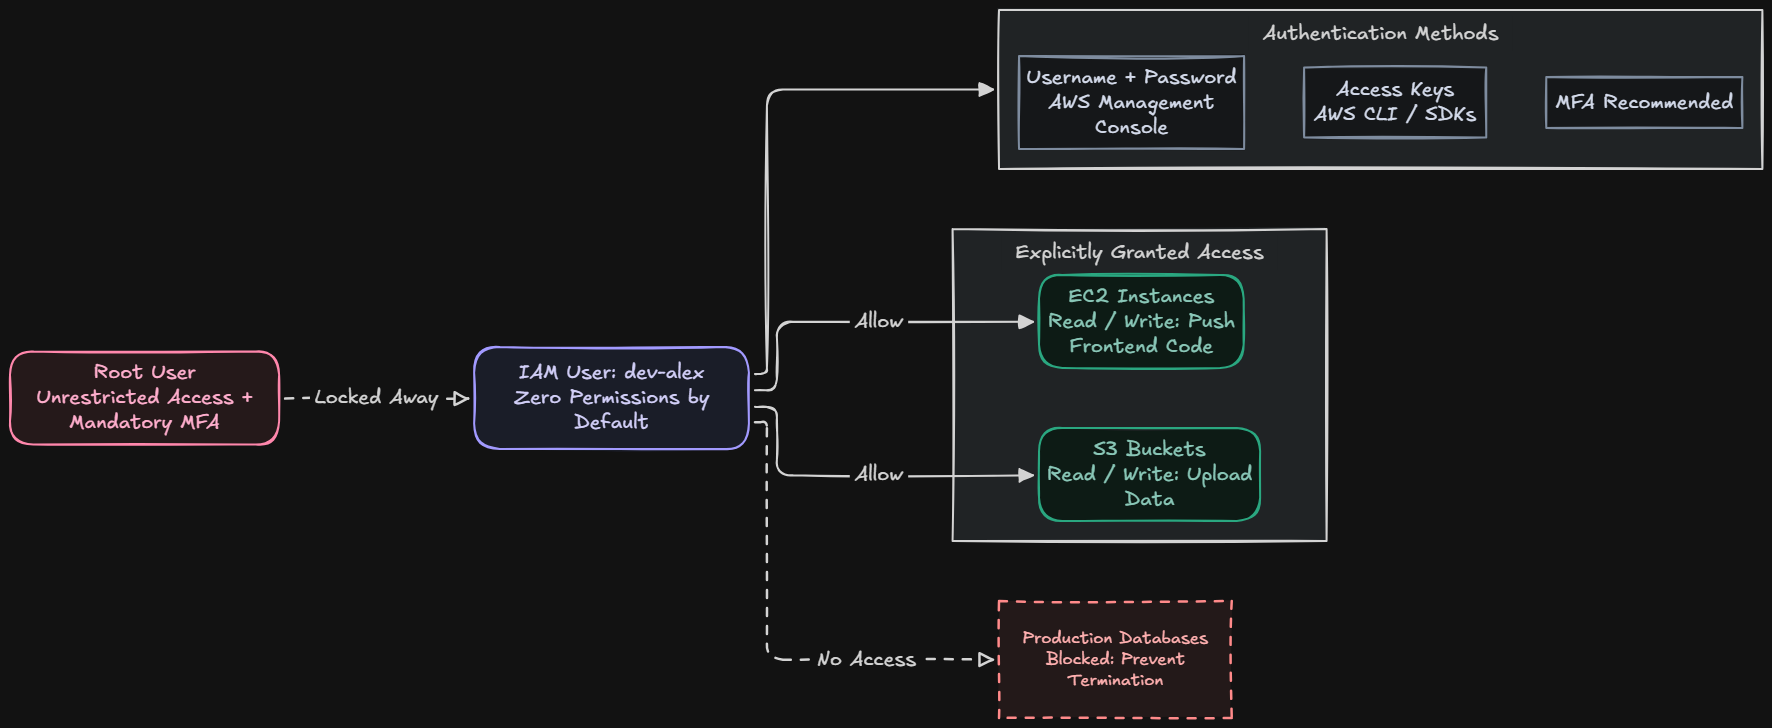 Authentication Methods
Username + Password
AWS Management
Console
Access Keys
AWS CLI / SDKs
MFA Recommended
Explicitly Granted Access
EC2 Instances
Read / Write: Push
Frontend Code
Allow
Root User
Unrestricted Access +
Mandatory MFA
Locked Away
IAM User: dev-alex
Zero Permissions by
Default
S3 Buckets
Read / Write: Upload
Data
Allow
No Access
Production Databases
Blocked: Prevent
Termination